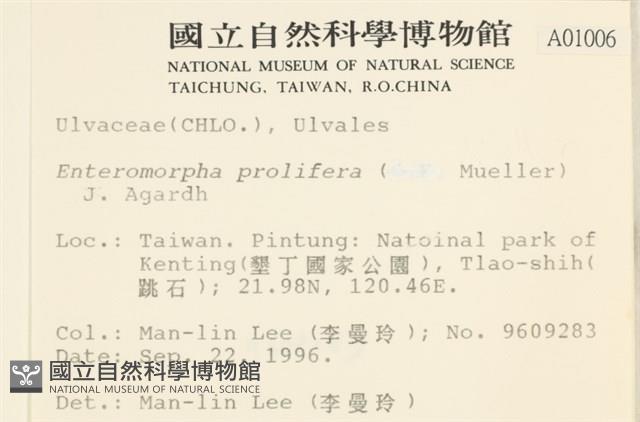 國立自然科學博物館
A01006
NATIONAL MUSEUM OF NATURAL SCIENCE
TAICHUNG, TAIWAN, R.O.CHINA
Ulvaceae(CHLO.), Ulvales
Enteromorpha prolifera ( Mueller)
J. Agardh
Loc.: Taiwan. Pintung: Natoinal park of
Kenting(墾丁國家公園), Tlao-shih(
跳石); 21.98N, 120.46E.
Col.: Man-lin Lee (李曼玲); No. 9609283
Date: Sep. 22, 1996.
國立自然科學博物館
NATIONAL MUSEUM OF NATURAL SCIENCE
Det.: Man-lin Lee (李曼玲)